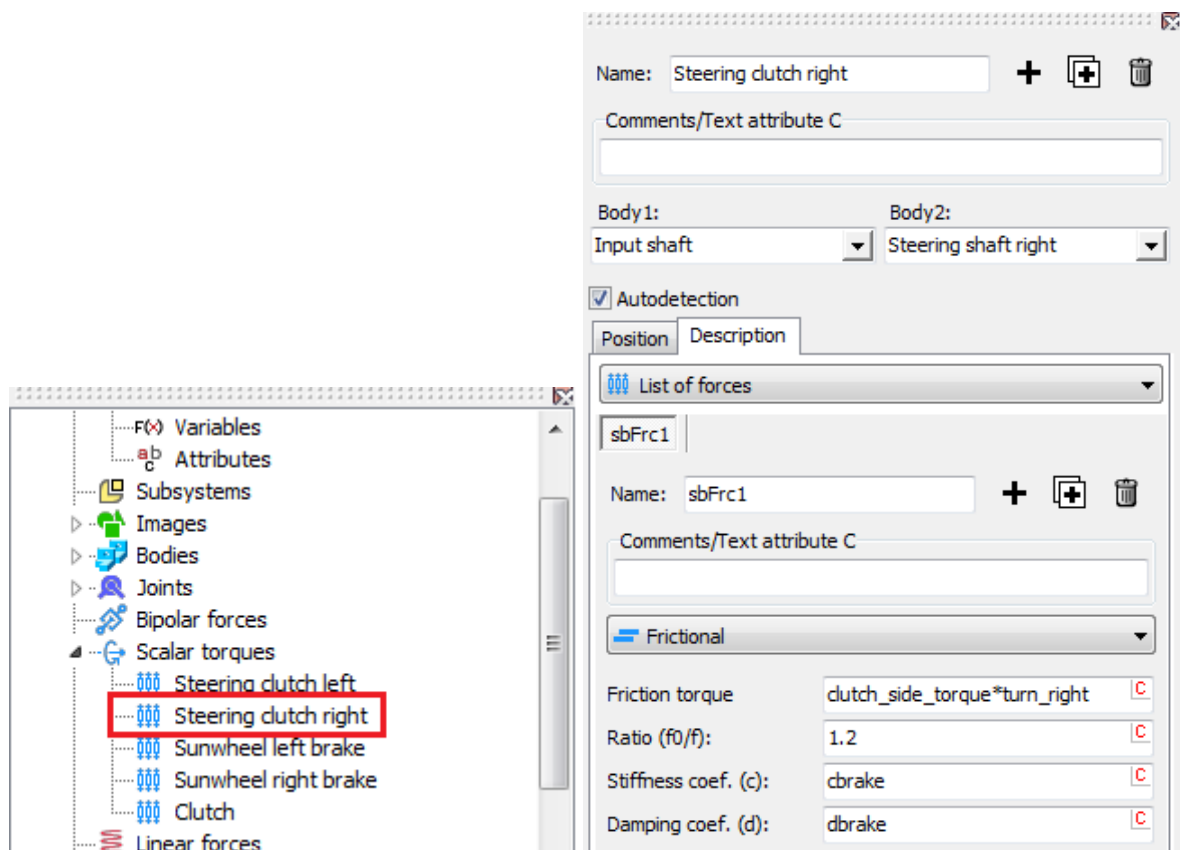 F(x) Variables
a b c Attributes
Subsystems
Images
Bodies
Joints
Bipolar forces
Scalar torques
Steering clutch left
Steering clutch right
Sunwheel left brake
Sunwheel right brake
Clutch
Linear forces
Name: Steering clutch right
Comments/Text attribute C
Body1: Body2:
Input shaft Steering shaft right
Autodetection
Position Description
List of forces
sbFrc1
Name: sbFrc1
Comments/Text attribute C
Frictional
Friction torque clutch_side_torque*turn_right C
Ratio (f0/f): 1.2 C
Stiffness coef. (c): cbrake C
Damping coef. (d): dbrake C